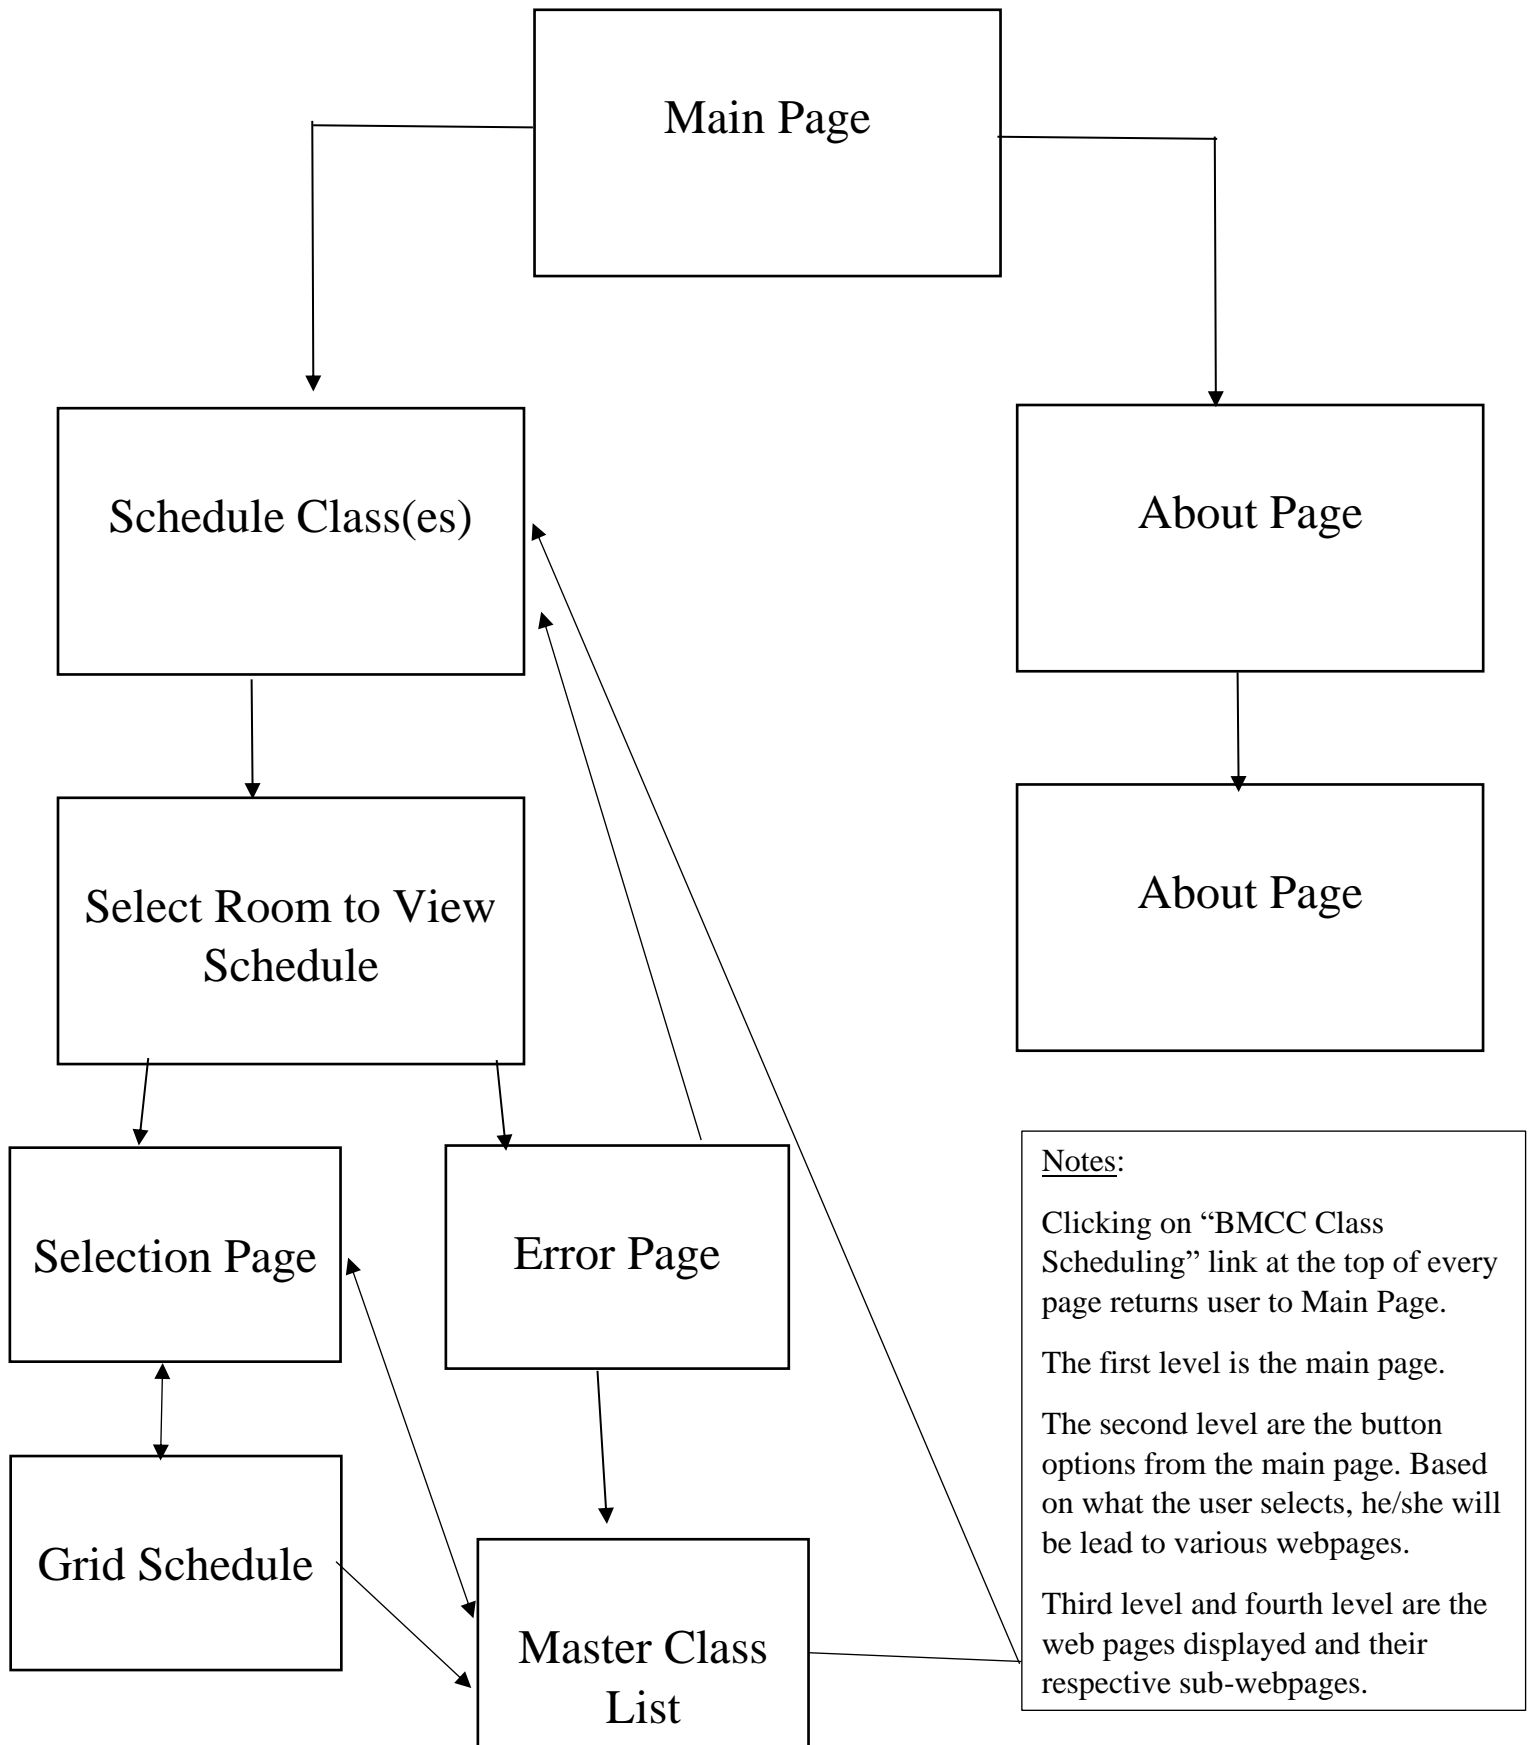 Main Page
Schedule Class(es)
About Page
Select Room to View
Schedule
About Page
Selection Page
Error Page
Grid Schedule
Master Class
List
Notes:
Clicking on “BMCC Class
Scheduling” link at the top of every
page returns user to Main Page.
The first level is the main page.
The second level are the button
options from the main page. Based
on what the user selects, he/she will
be lead to various webpages.
Third level and fourth level are the
web pages displayed and their
respective sub-webpages.